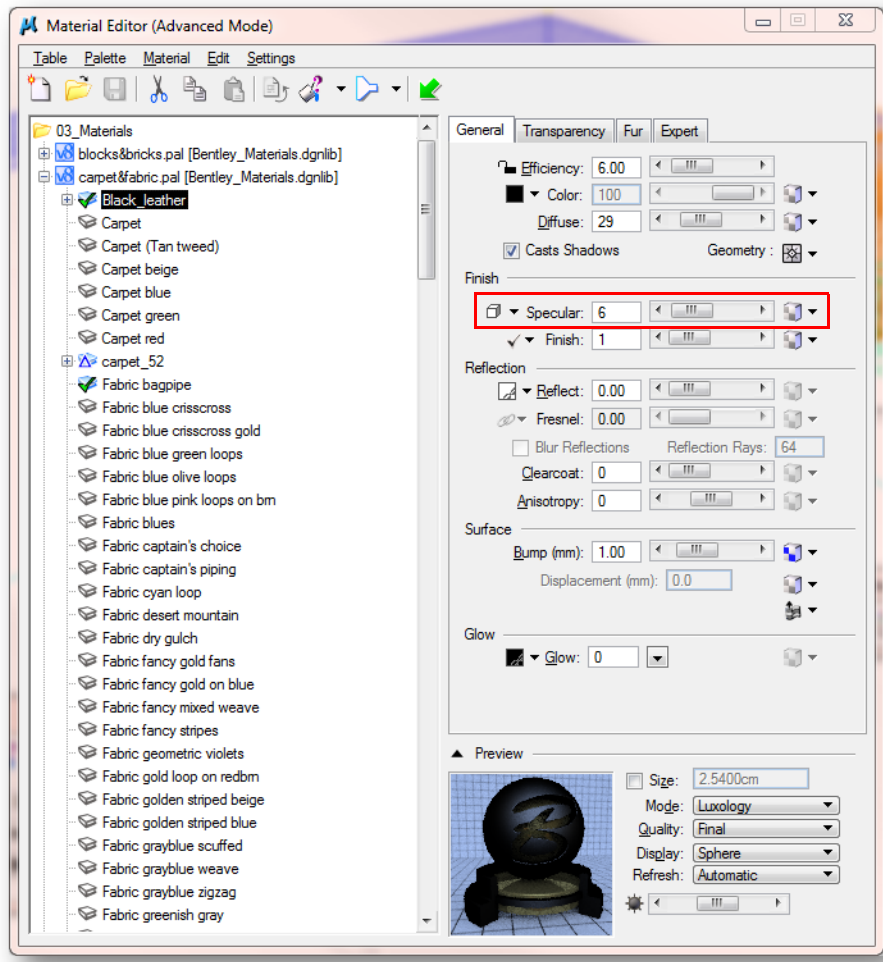 Material Editor (Advanced Mode)
Table Palette Material Edit Settings
03_Materials
blocks&bricks.pal [Bentley_Materials.dgnlib]
carpet&fabric.pal [Bentley_Materials.dgnlib]
Black_leather
Carpet
Carpet (Tan tweed)
Carpet beige
Carpet blue
Carpet green
Carpet red
carpet_52
Fabric bagpipe
Fabric blue crisscross
Fabric blue crisscross gold
Fabric blue green loops
Fabric blue olive loops
Fabric blue pink loops on brn
Fabric blues
Fabric captain's choice
Fabric captain's piping
Fabric cyan loop
Fabric desert mountain
Fabric dry gulch
Fabric fancy gold fans
Fabric fancy gold on blue
Fabric fancy mixed weave
Fabric fancy stripes
Fabric geometric violets
Fabric gold loop on redbrn
Fabric golden striped beige
Fabric golden striped blue
Fabric grayblue scuffed
Fabric grayblue weave
Fabric grayblue zigzag
Fabric greenish gray
General Transparency Fur Expert
Efficiency: 6.00
Color: 100
Diffuse: 29
Casts Shadows Geometry :
Finish
Specular: 6
Finish: 1
Reflection
Reflect: 0.00
Fresnel: 0.00
Blur Reflections Reflection Rays: 64
Clearcoat: 0
Anisotropy: 0
Surface
Bump (mm): 1.00
Displacement (mm): 0.0
Glow
Glow: 0
Preview
Size: 2.5400cm
Mode: Luxology
Quality: Final
Display: Sphere
Refresh: Automatic